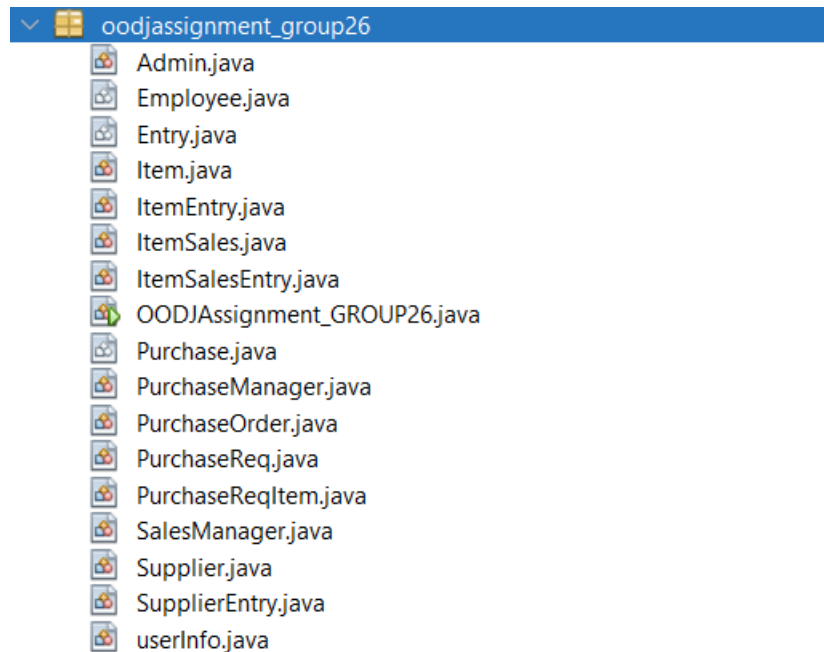 oodjassignment_group26
Admin.java
Employee.java
Entry.java
Item.java
ItemEntry.java
ItemSales.java
ItemSalesEntry.java
OODJAssignment_GROUP26.java
Purchase.java
PurchaseManager.java
PurchaseOrder.java
PurchaseReq.java
PurchaseReqItem.java
SalesManager.java
Supplier.java
SupplierEntry.java
userInfo.java